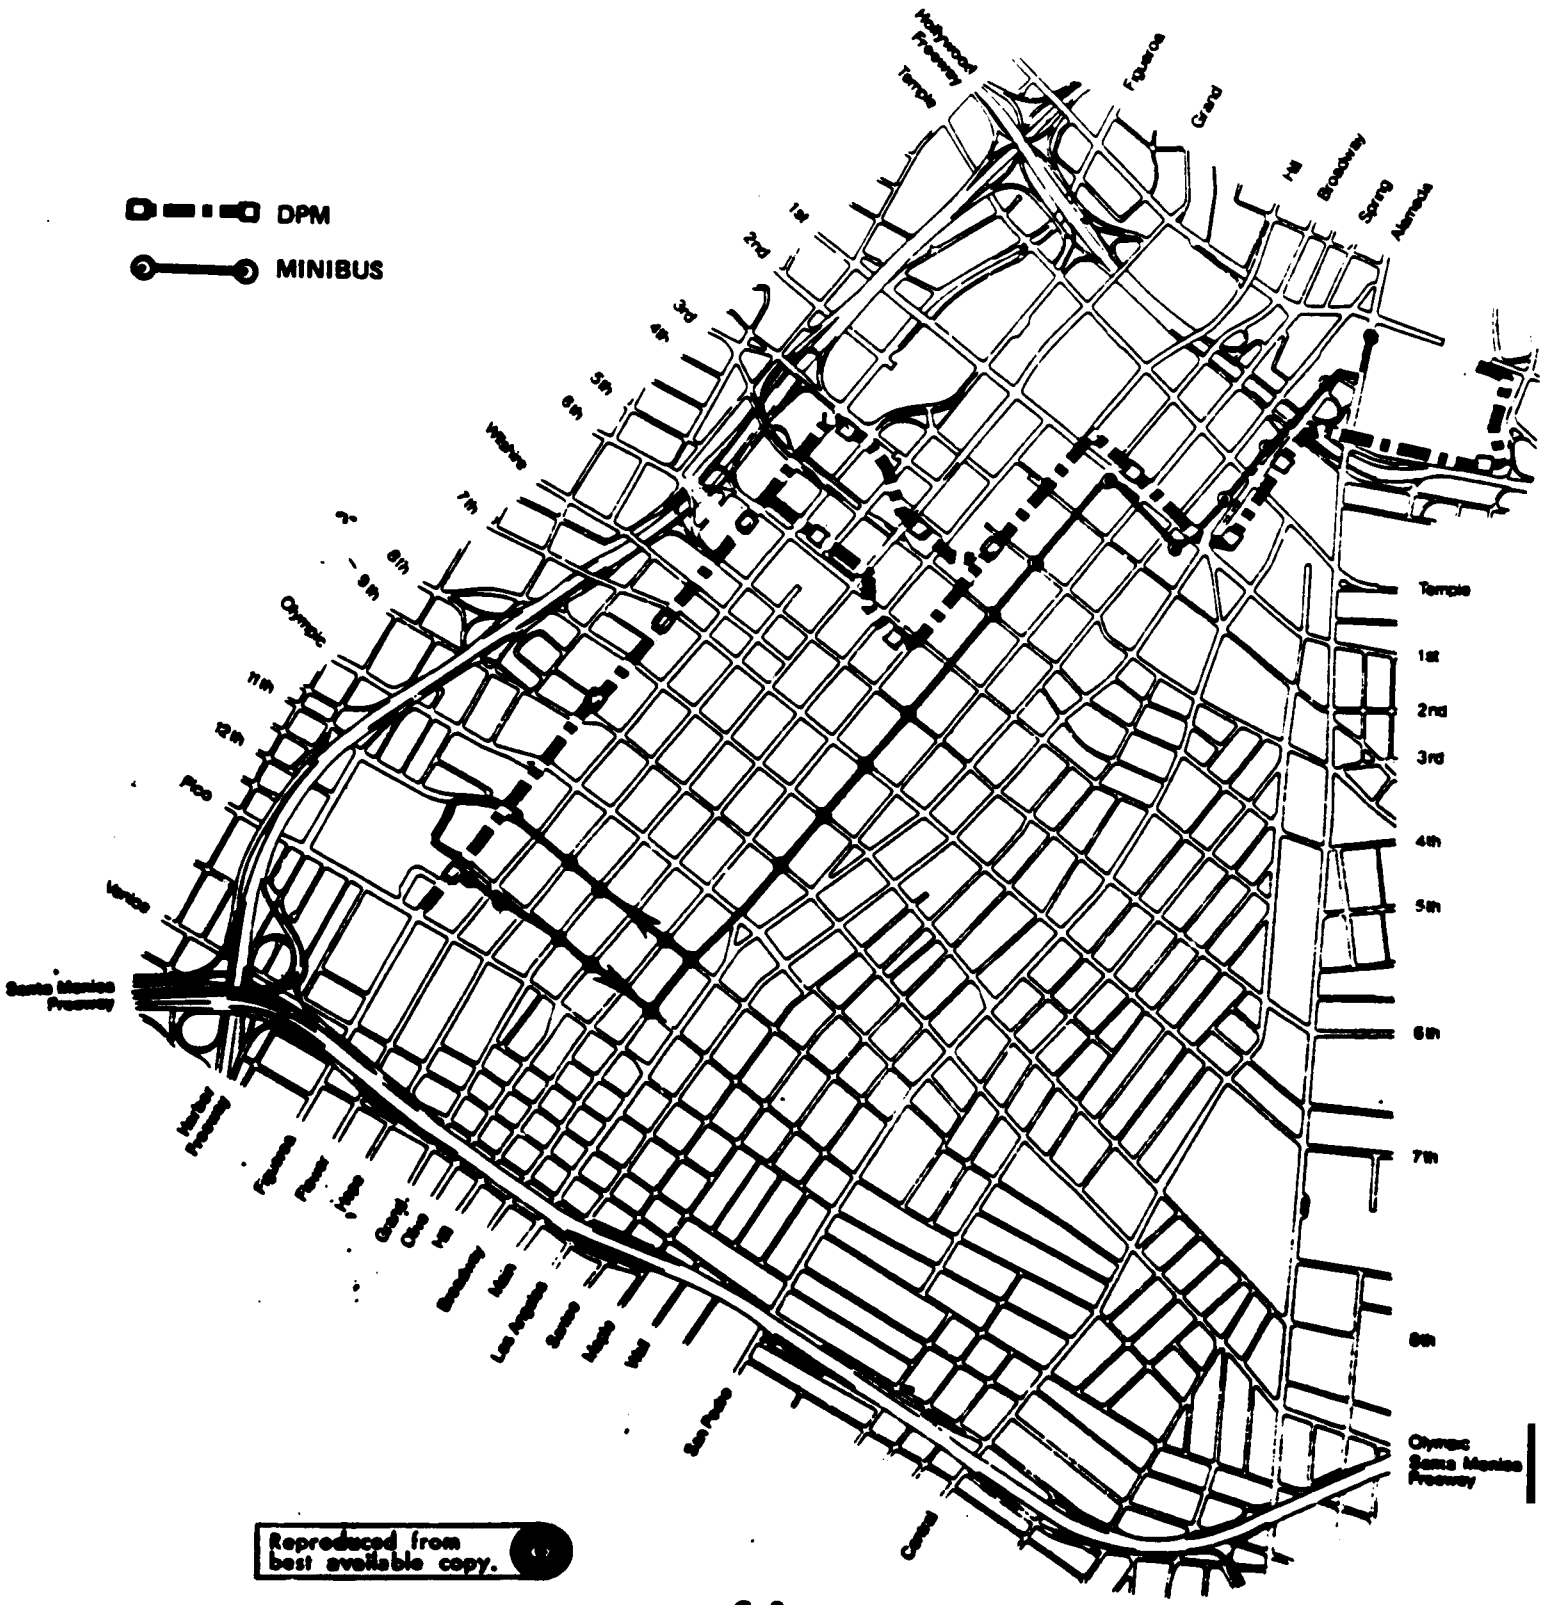 Hollywood
Freeway
Temple
Figueroa
Grand
Hill
Broadway
Spring
Alameda
DPM
MINIBUS
1st
2nd
3rd
4th
5th
6th
Wilshire
7th
8th
9th
Olympic
11th
12th
Pico
Venice
Santa Monica
Freeway
Temple
1st
2nd
3rd
4th
5th
6th
7th
8th
Olympic
Santa Monica
Freeway
Harbor
Freeway
Figueroa
Flower
Hope
Grand
Olive
Hill
Broadway
Main
Los Angeles
Santee
Maple
Wall
San Pedro
Central
Reproduced from
best available copy.